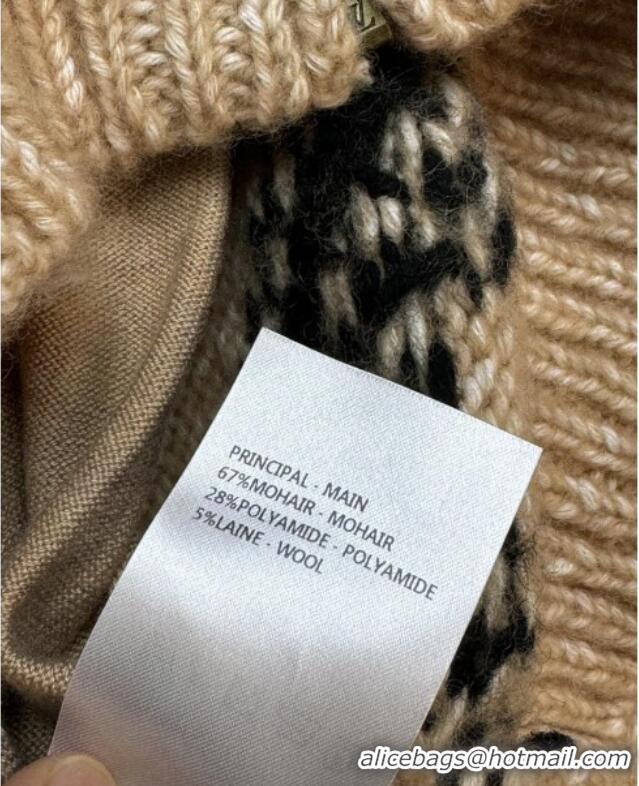 PRINCIPAL - MAIN
67%MOHAIR - MOHAIR
28%POLYAMIDE - POLYAMIDE
5%LAINE - WOOL
alicebags@hotmail.com